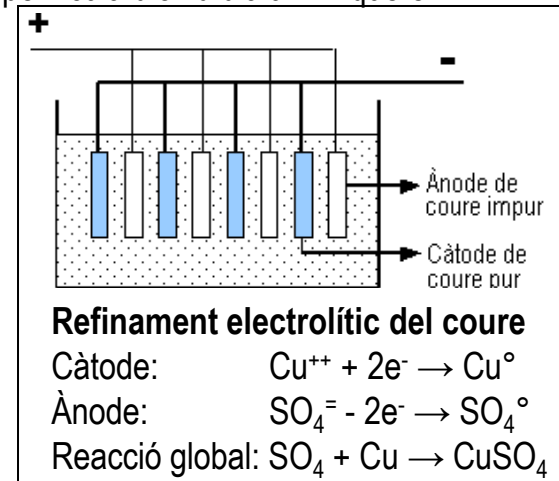 +
-
Ànode de
coure impur
Càtode de
coure pur
Refinament electrolític del coure
Càtode: Cu⁺⁺ + 2e⁻ → Cu°
Ànode: SO₄⁼ - 2e⁻ → SO₄°
Reacció global: SO₄ + Cu → CuSO₄